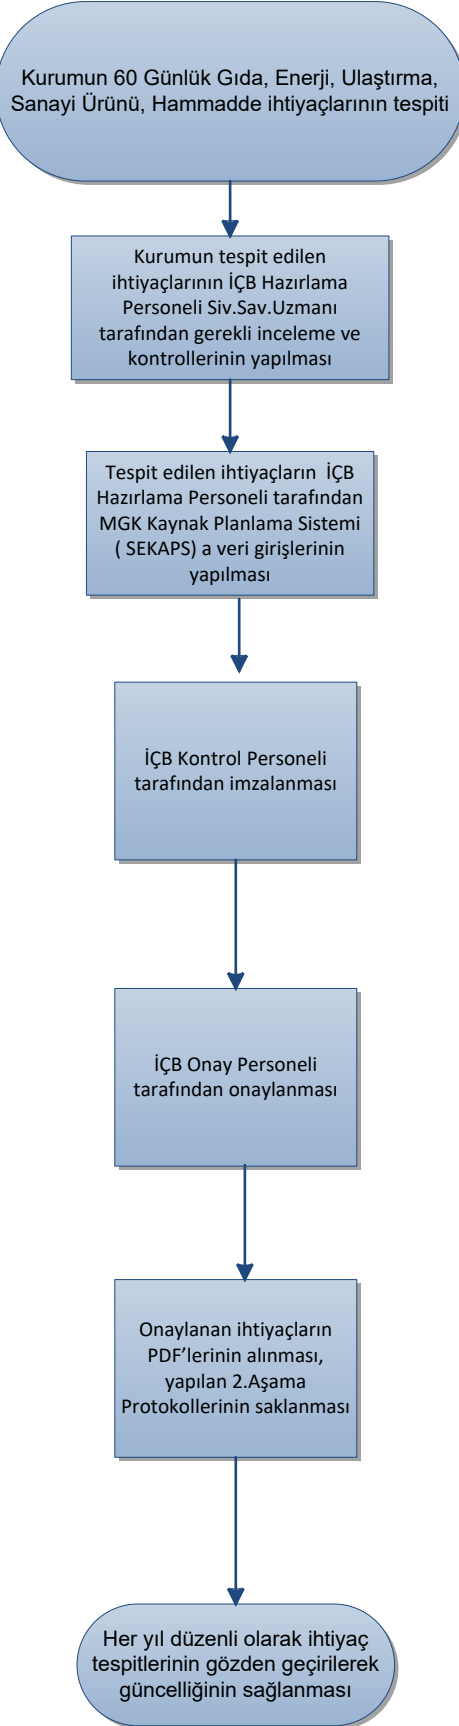 Kurumun 60 Günlük Gıda, Enerji, Ulaştırma,
Sanayi Ürünü, Hammadde ihtiyaçlarının tespiti
Kurumun tespit edilen
ihtiyaçlarının İÇB Hazırlama
Personeli Siv.Sav.Uzmanı
tarafından gerekli inceleme ve
kontrollerinin yapılması
Tespit edilen ihtiyaçların İÇB
Hazırlama Personeli tarafından
MGK Kaynak Planlama Sistemi
( SEKAPS) a veri girişlerinin
yapılması
İÇB Kontrol Personeli
tarafından imzalanması
İÇB Onay Personeli
tarafından onaylanması
Onaylanan ihtiyaçların
PDF’lerinin alınması,
yapılan 2.Aşama
Protokollerinin saklanması
Her yıl düzenli olarak ihtiyaç
tespitlerinin gözden geçirilerek
güncelliğinin sağlanması